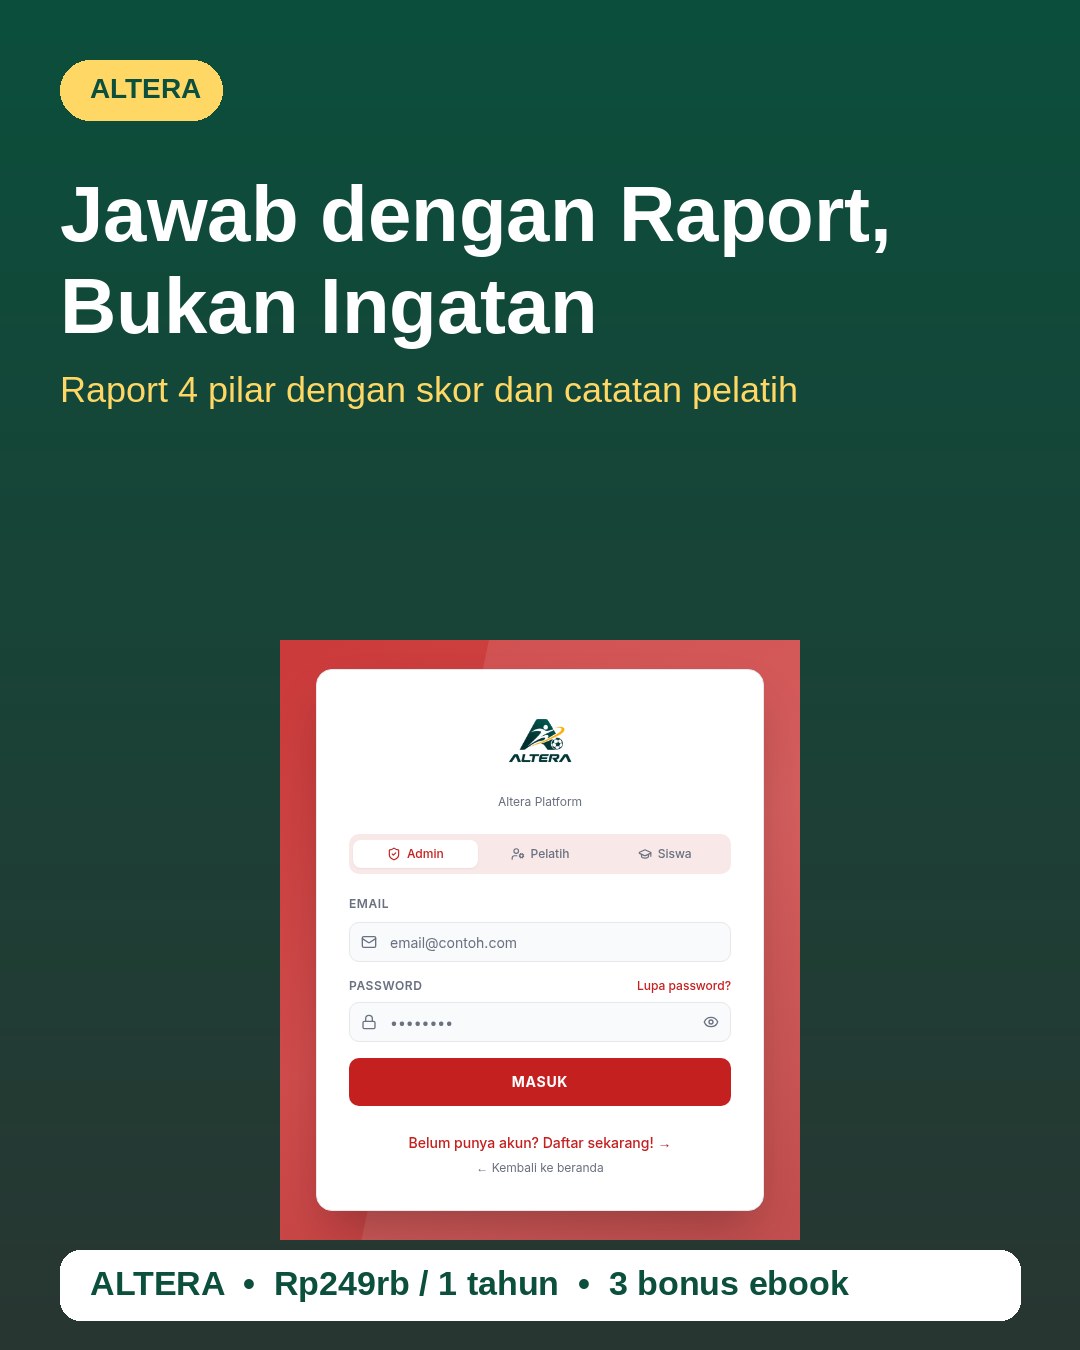 ALTERA
Jawab dengan Raport,
Bukan Ingatan
Raport 4 pilar dengan skor dan catatan pelatih
ALTERA
Altera Platform
Admin
Pelatih
Siswa
EMAIL
email@contoh.com
PASSWORD
Lupa password?
••••••••
MASUK
Belum punya akun? Daftar sekarang! →
← Kembali ke beranda
ALTERA • Rp249rb / 1 tahun • 3 bonus ebook